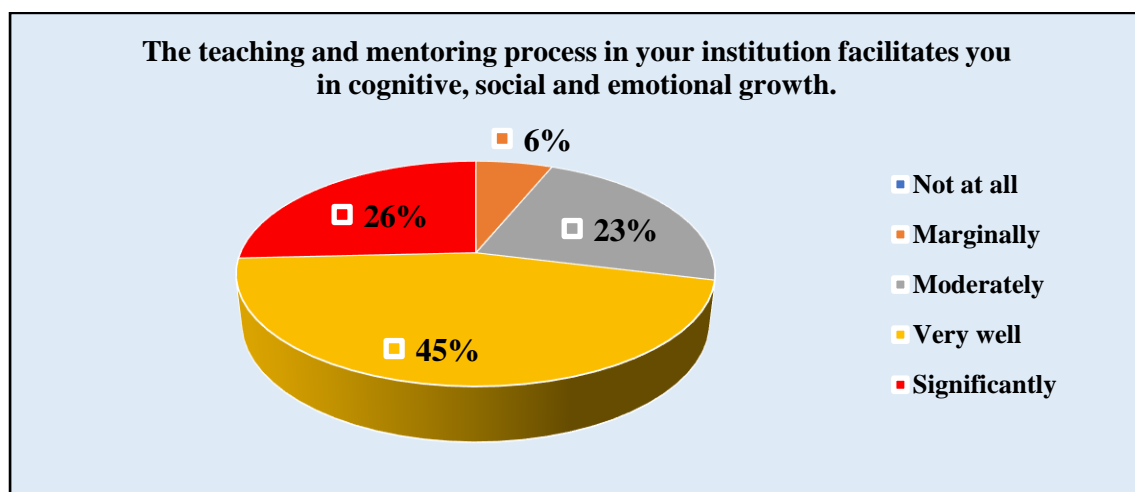 The teaching and mentoring process in your institution facilitates you
in cognitive, social and emotional growth.
6%
26%
23%
45%
Not at all
Marginally
Moderately
Very well
Significantly